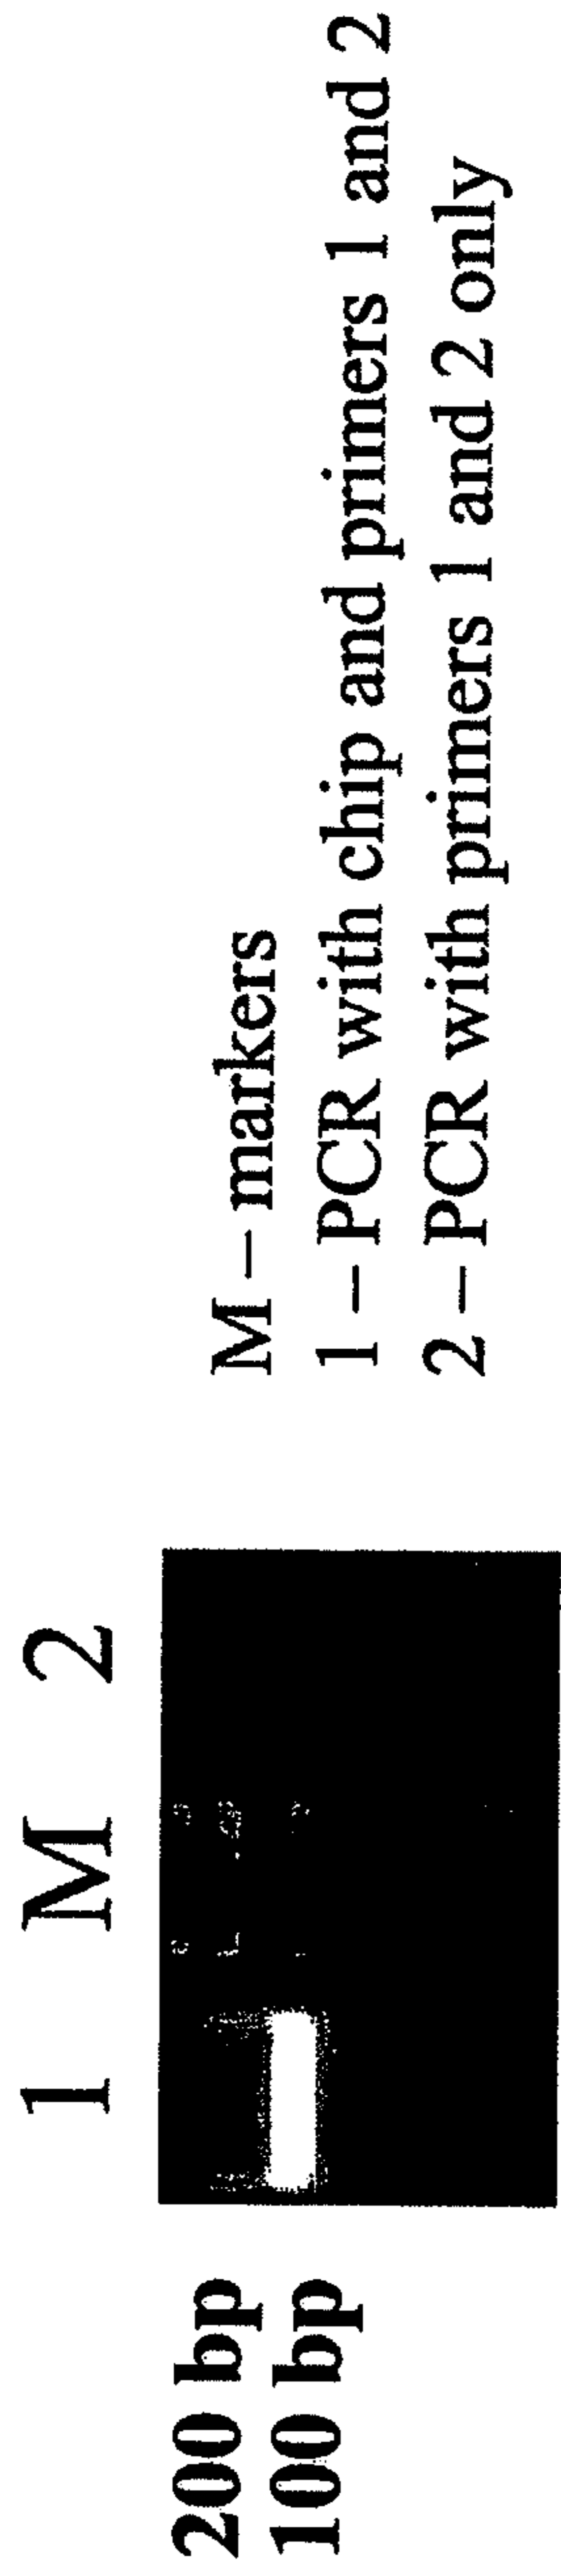 1 M 2
200 bp
100 bp
M – markers
1 – PCR with chip and primers 1 and 2
2 – PCR with primers 1 and 2 only